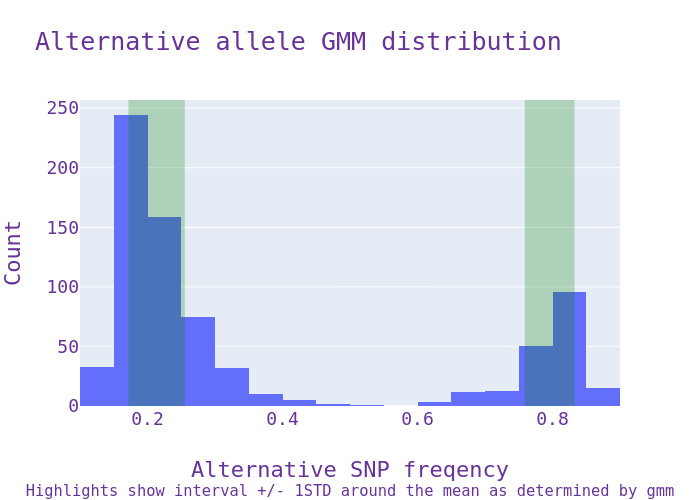 Alternative allele GMM distribution
250
200
150
100
50
0
Count
0.2 0.4 0.6 0.8
Alternative SNP freqency
Highlights show interval +/- 1STD around the mean as determined by gmm